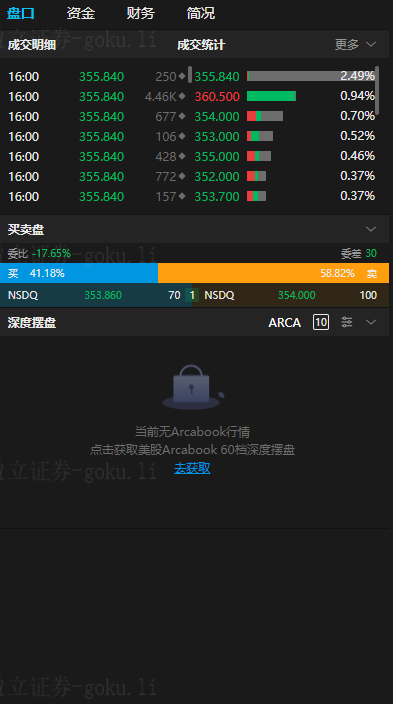 盘口 资金 财务 简况
成交明细 成交统计 更多
16:00 355.840 250 355.840 2.49%
16:00 355.840 4.46K 360.500 0.94%
16:00 355.840 677 354.000 0.70%
16:00 355.840 106 353.000 0.52%
16:00 355.840 428 355.000 0.46%
16:00 355.840 772 352.000 0.37%
16:00 355.840 157 353.700 0.37%
买卖盘
委比 -17.65% 委差 30
买 41.18% 58.82% 卖
NSDQ 353.860 70 1 NSDQ 354.000 100
深度摆盘 ARCA 10
当前无Arcabook行情
点击获取美股Arcabook 60档深度摆盘
去获取
立证券-goku.li
立证券-goku.li
立证券-goku.li
立证券-goku.li